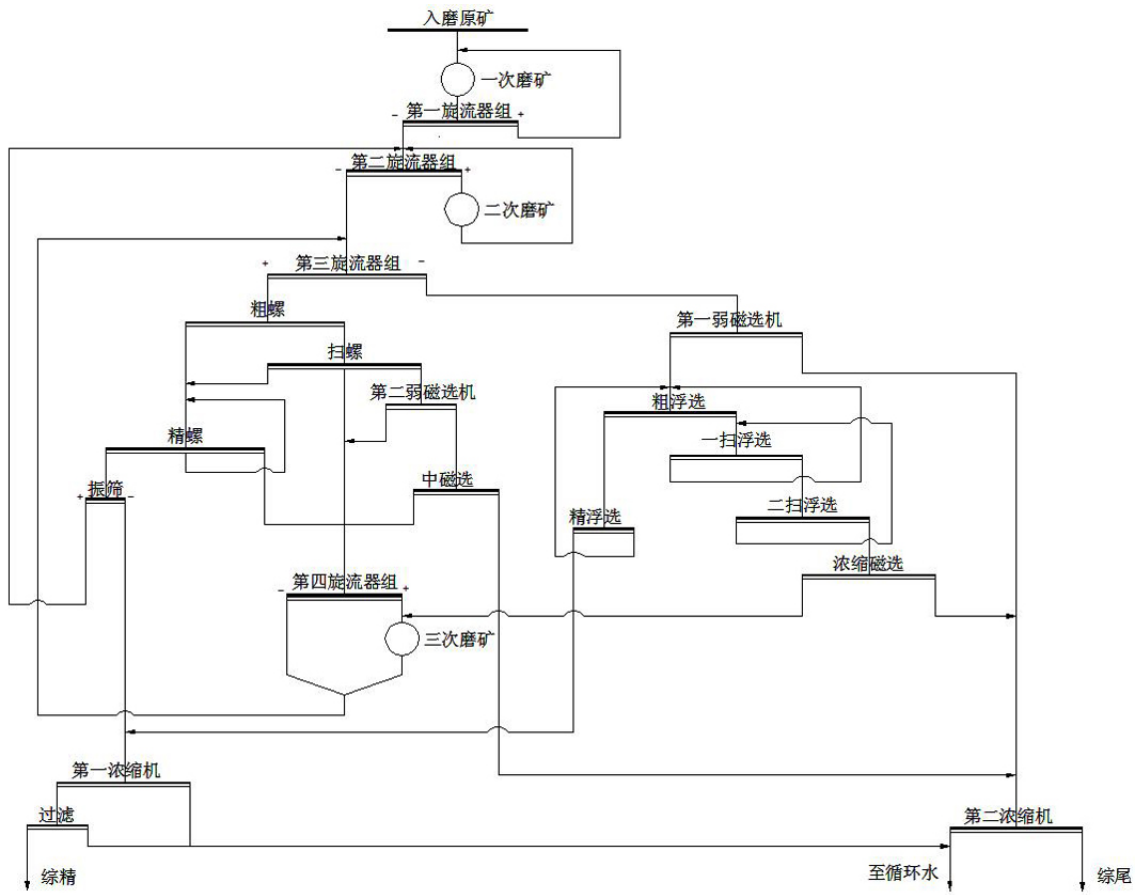 入磨原矿
一次磨矿
- 第一旋流器组 +
- 第二旋流器组 +
二次磨矿
+ 第三旋流器组 -
粗螺
第一弱磁选机
扫螺
第二弱磁选机
粗浮选
精螺
一扫浮选
中磁选
+ 振筛 -
二扫浮选
精浮选
浓缩磁选
- 第四旋流器组 +
三次磨矿
第一浓缩机
过滤
第二浓缩机
综精
至循环水
综尾